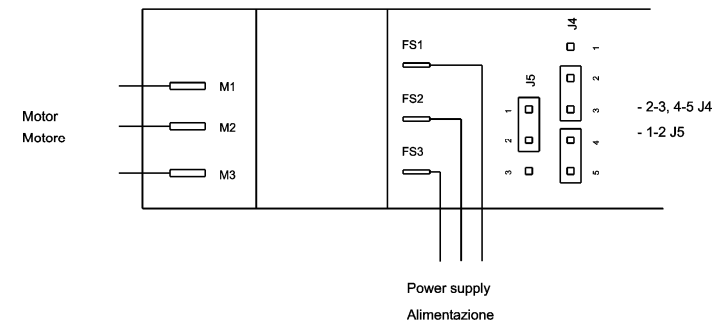 J4
FS1
1
J5
2
M1
FS2
1
3
- 2-3, 4-5 J4
Motor
M2
- 1-2 J5
Motore
2
4
FS3
M3
3
5
Power supply
Alimentazione